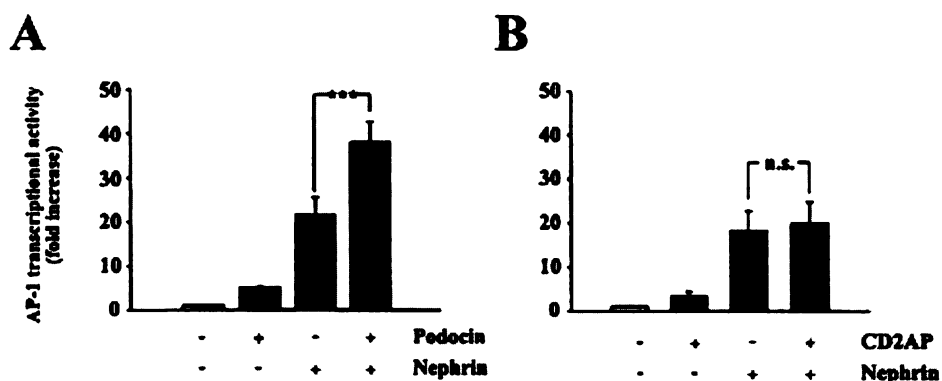 A
B
AP-1 transcriptional activity
(fold increase)
50
40
30
20
10
0
***
- + - + Podocin
- - + + Nephrin
50
40
30
20
10
0
n.s.
- + - + CD2AP
- - + + Nephrin